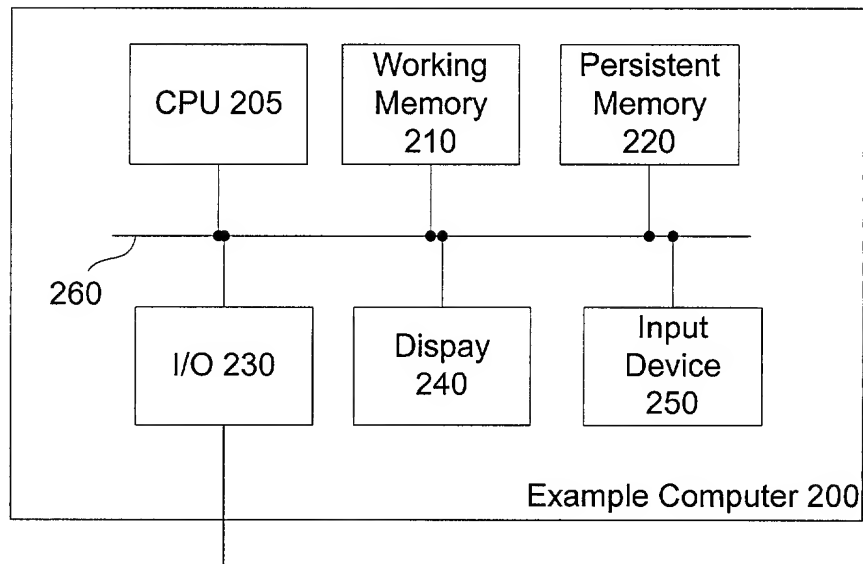 CPU 205
Working
Memory
210
Persistent
Memory
220
260
I/O 230
Dispay
240
Input
Device
250
Example Computer 200